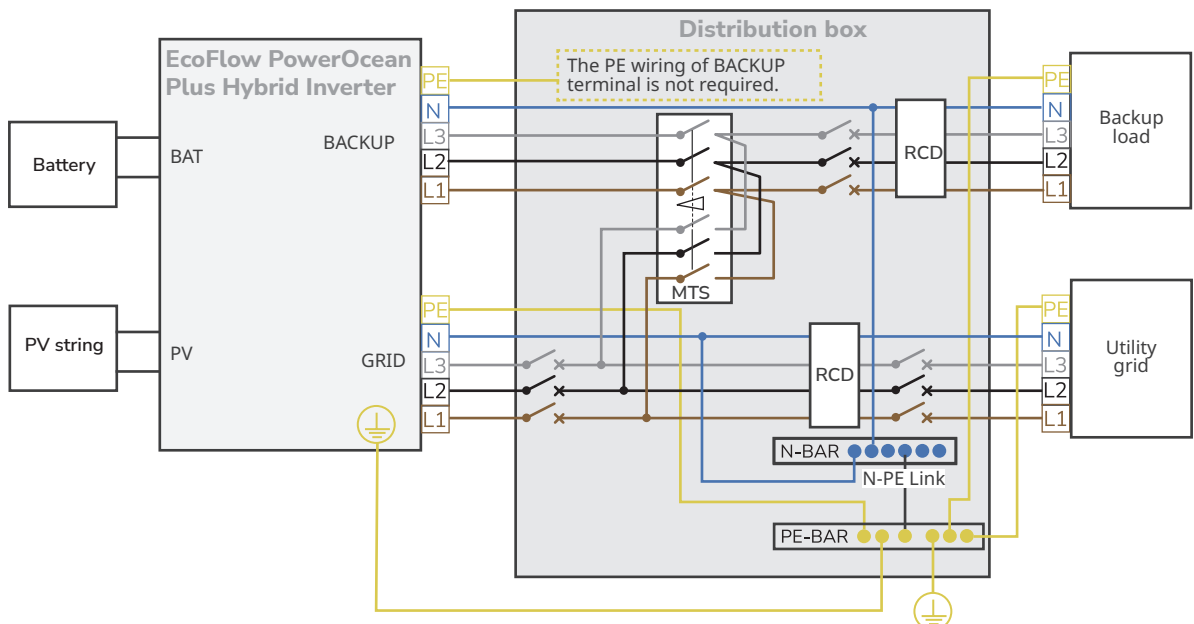 Distribution box
EcoFlow PowerOcean
Plus Hybrid Inverter
The PE wiring of BACKUP
terminal is not required.
PE
N
L3
L2
L1
BACKUP
BAT
Battery
RCD
PE
N
L3
L2
L1
Backup
load
MTS
PV string
PV
GRID
PE
N
L3
L2
L1
RCD
PE
N
L3
L2
L1
Utility
grid
N-BAR
N-PE Link
PE-BAR